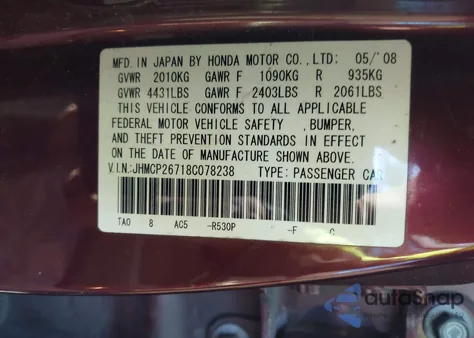 MFD. IN JAPAN BY HONDA MOTOR CO., LTD: 05/'08
GVWR 2010KG GAWR F 1090KG R 935KG
GVWR 4431LBS GAWR F 2403LBS R 2061LBS
THIS VEHICLE CONFORMS TO ALL APPLICABLE
FEDERAL MOTOR VEHICLE SAFETY , BUMPER,
AND THEFT PREVENTION STANDARDS IN EFFECT
ON THE DATE OF MANUFACTURE SHOWN ABOVE.
V.I.N.:JHMCP26718C078238 TYPE: PASSENGER CAR
TA0 8 AC5 -R530P -F C
autoSnap